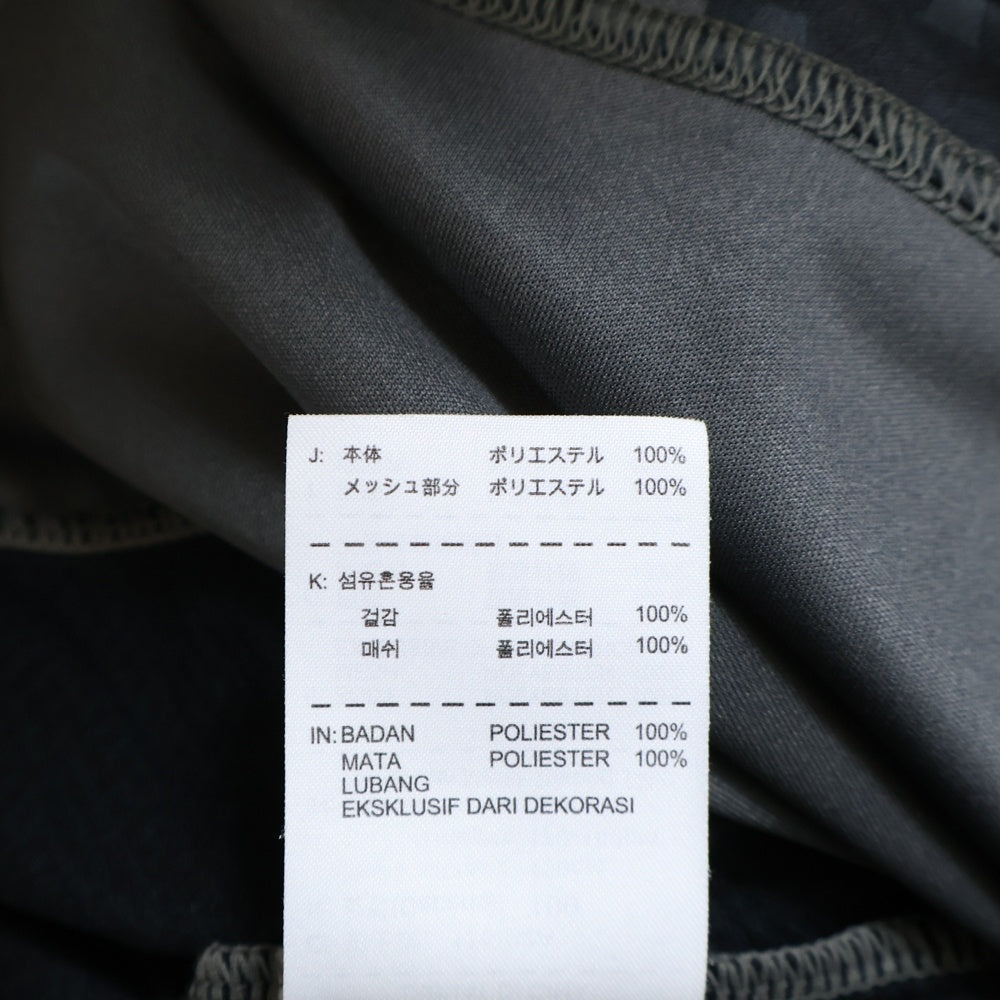 J: 本体 ポリエステル 100%
メッシュ部分 ポリエステル 100%
K: 섬유혼용율
겉감 폴리에스터 100%
매쉬 폴리에스터 100%
IN: BADAN POLIESTER 100%
MATA POLIESTER 100%
LUBANG
EKSKLUSIF DARI DEKORASI